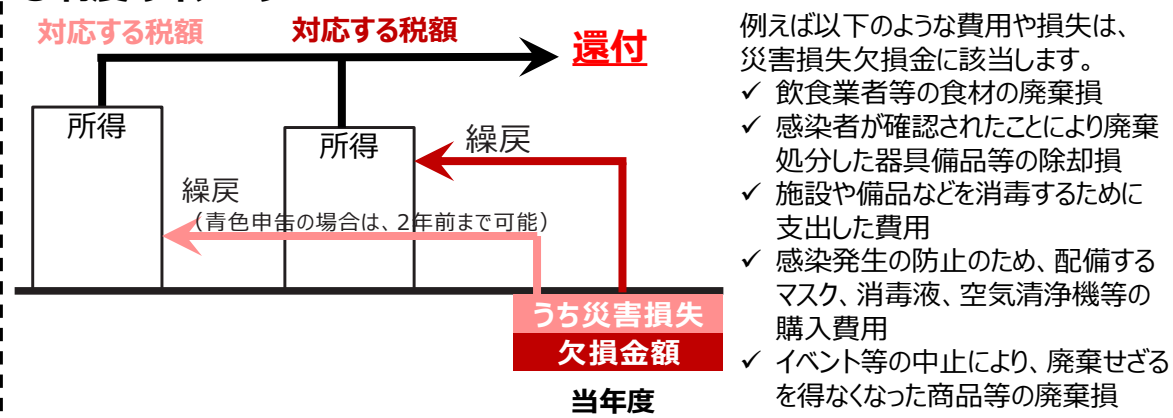 対応する税額
対応する税額
還付
所得
所得
繰戻
繰戻
（青色申告の場合は、2年前まで可能）
うち災害損失
欠損金額
当年度
例えば以下のような費用や損失は、
災害損失欠損金に該当します。
✓ 飲食業者等の食材の廃棄損
✓ 感染者が確認されたことにより廃棄
処分した器具備品等の除却損
✓ 施設や備品などを消毒するために
支出した費用
✓ 感染発生の防止のため、配備する
マスク、消毒液、空気清浄機等の
購入費用
✓ イベント等の中止により、廃棄せざる
を得なくなった商品等の廃棄損